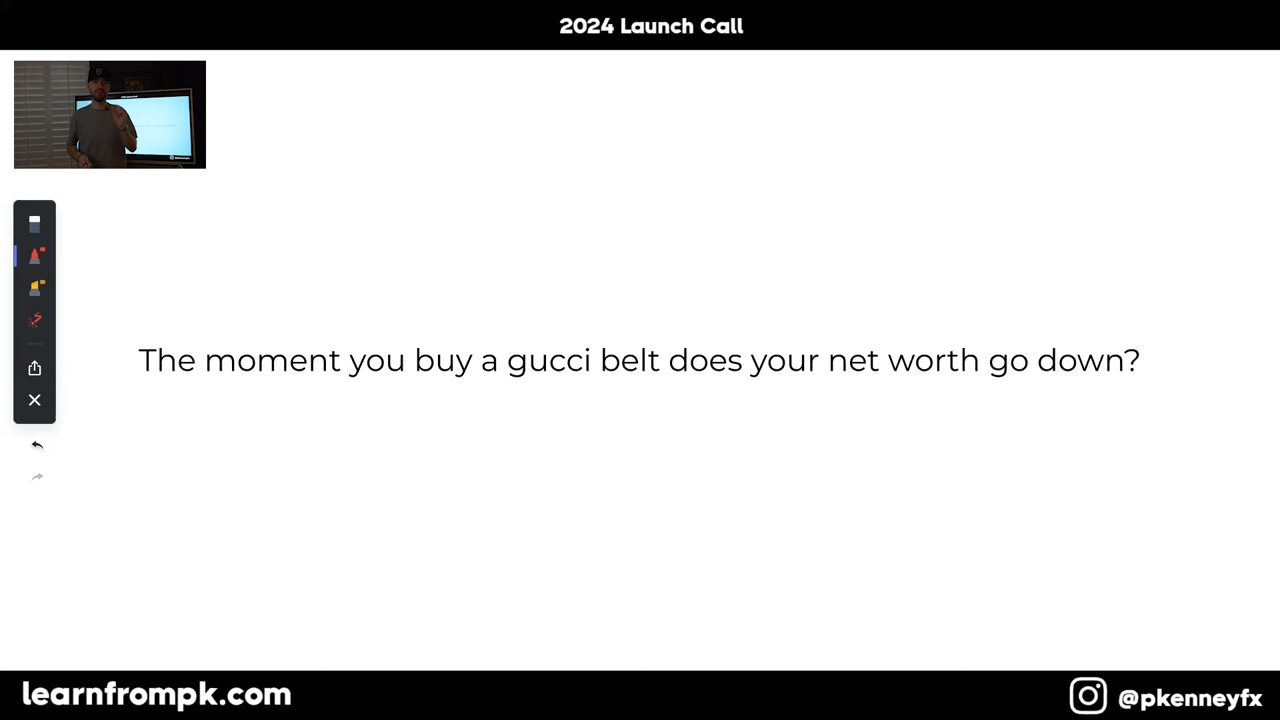 2024 Launch Call
The moment you buy a gucci belt does your net worth go down?
learnfrompk.com
@pkenneyfx